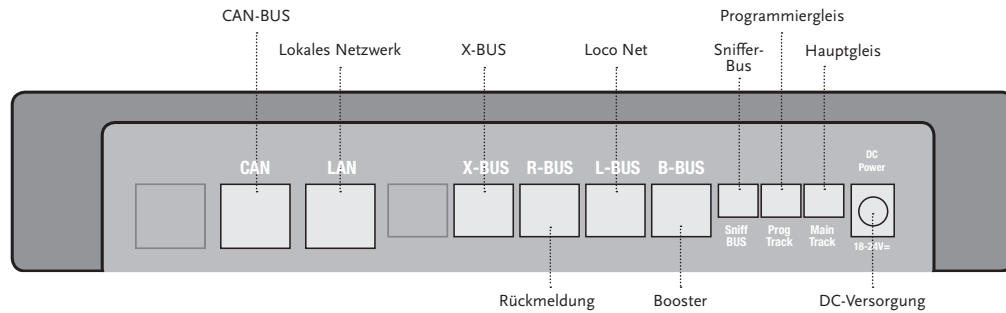 CAN-BUS
Programmiergleis
Lokales Netzwerk
X-BUS
Loco Net
Sniffer-
Bus
Hauptgleis
CAN
LAN
X-BUS
R-BUS
L-BUS
B-BUS
DC
Power
Sniff
BUS
Prog
Track
Main
Track
18-24V=
Rückmeldung
Booster
DC-Versorgung